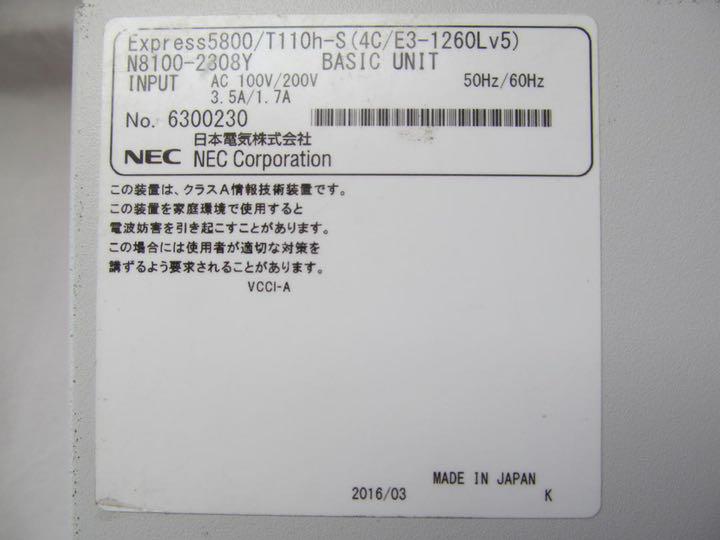 Express5800/T110h-S(4C/E3-1260Lv5)
N8100-2308Y BASIC UNIT
INPUT AC 100V/200V 50Hz/60Hz
3.5A/1.7A
No. 6300230
日本電気株式会社
NEC NEC Corporation
この装置は、クラスA情報技術装置です。
この装置を家庭環境で使用すると
電波妨害を引き起こすことがあります。
この場合には使用者が適切な対策を
講ずるよう要求されることがあります。
VCCI-A
MADE IN JAPAN
2016/03 K